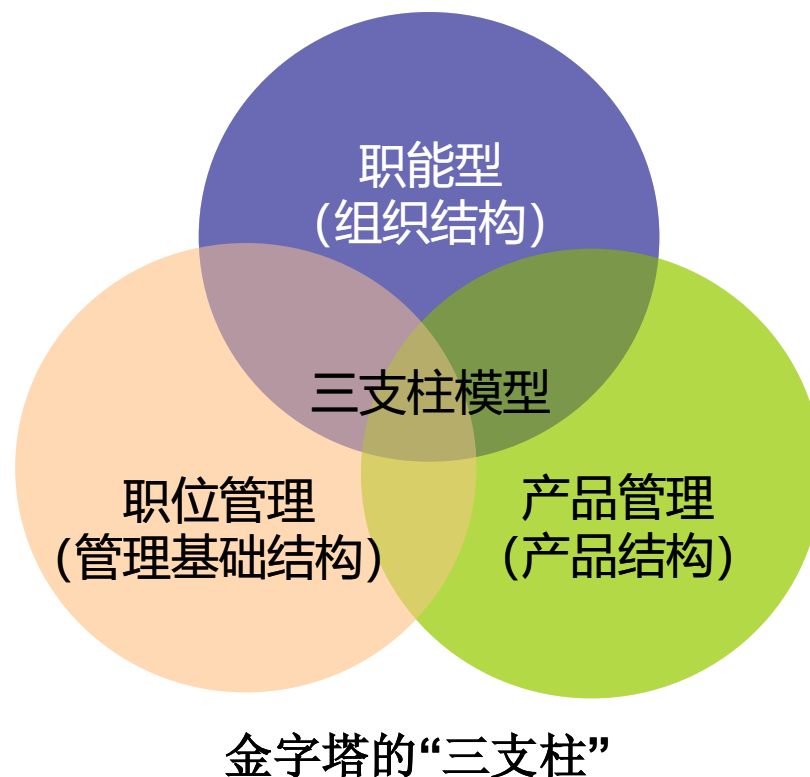 职能型
（组织结构）
三支柱模型
职位管理
（管理基础结构）
产品管理
（产品结构）
金字塔的“三支柱”